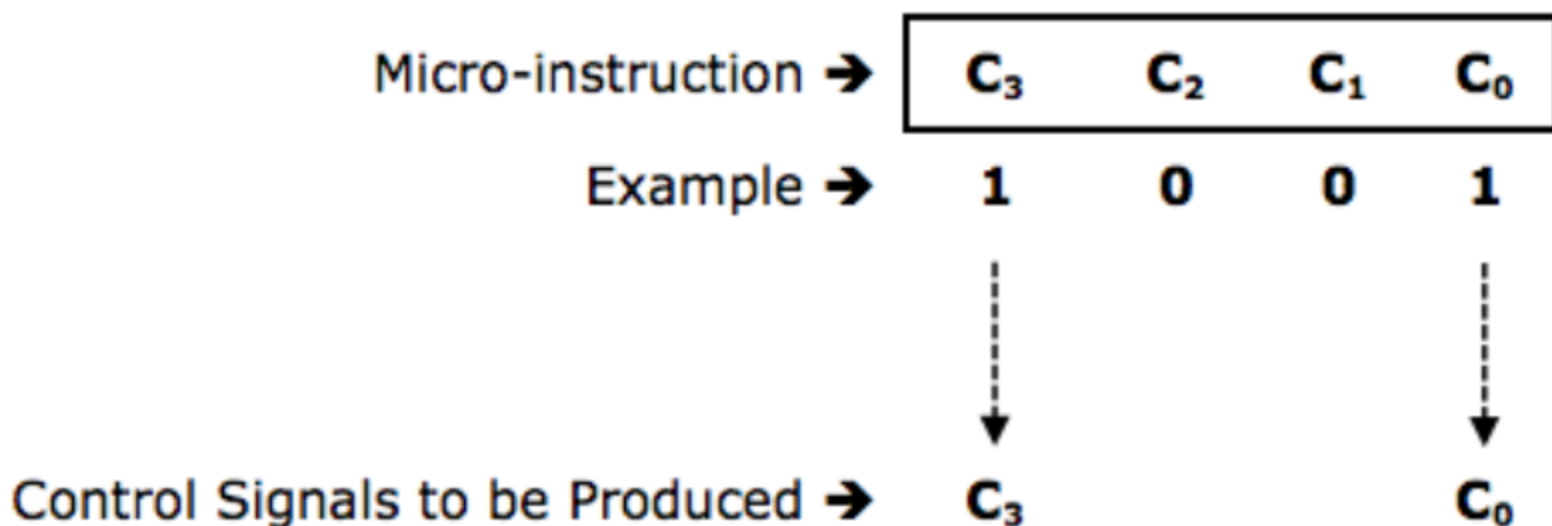 Micro-instruction ➔ C₃ C₂ C₁ C₀
Example ➔ 1 0 0 1
Control Signals to be Produced ➔ C₃ C₀